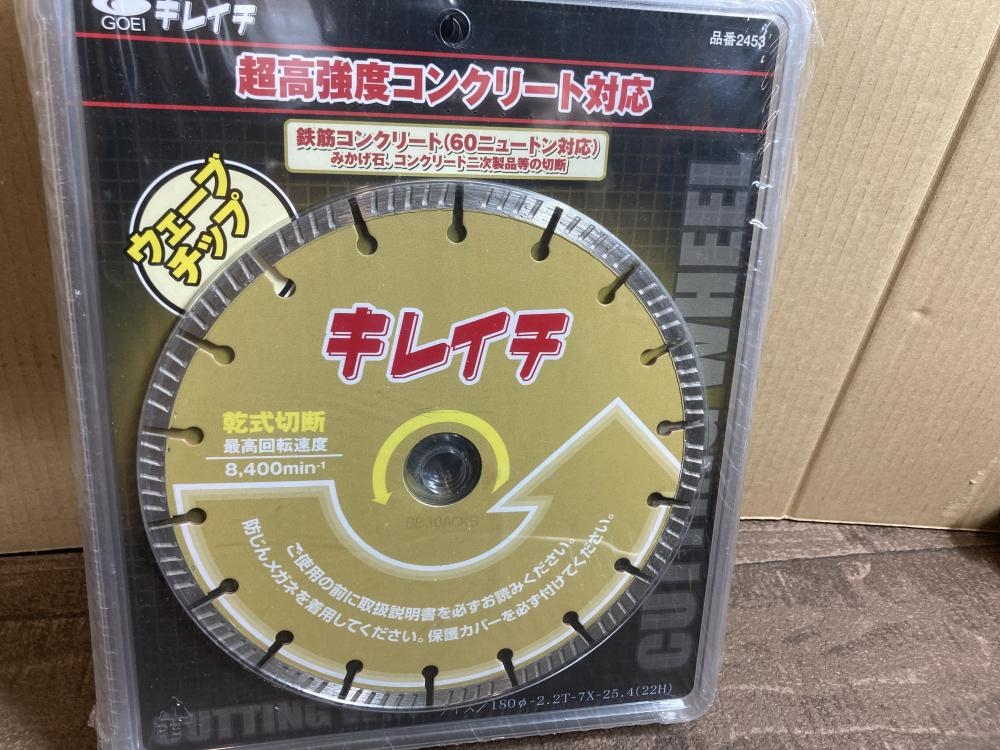 GOEI キレイチ
品番2453
超高強度コンクリート対応
鉄筋コンクリート(60ニュートン対応)
みかげ石、コンクリート二次製品等の切断
ウェーブ
チップ
キレイチ
乾式切断
最高回転速度
8,400min⁻¹
ご使用の前に取扱説明書を必ずお読みください。
防じんメガネを着用してください。保護カバーを必ず付けてください。
CUTTING WHEEL
CUTTING
180φ-2.2T-7X-25.4(22H)